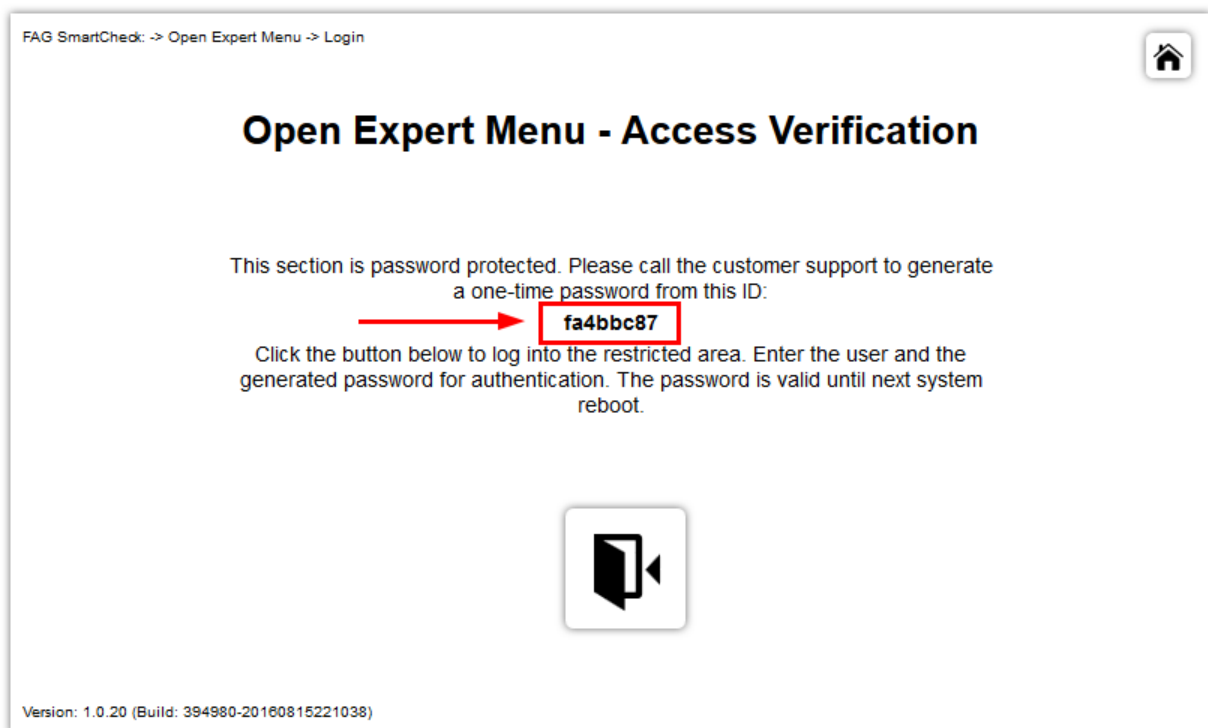 FAG SmartCheck: -> Open Expert Menu -> Login
Open Expert Menu - Access Verification
This section is password protected. Please call the customer support to generate
a one-time password from this ID:
fa4bbc87
Click the button below to log into the restricted area. Enter the user and the
generated password for authentication. The password is valid until next system
reboot.
Version: 1.0.20 (Build: 394980-20160815221038)